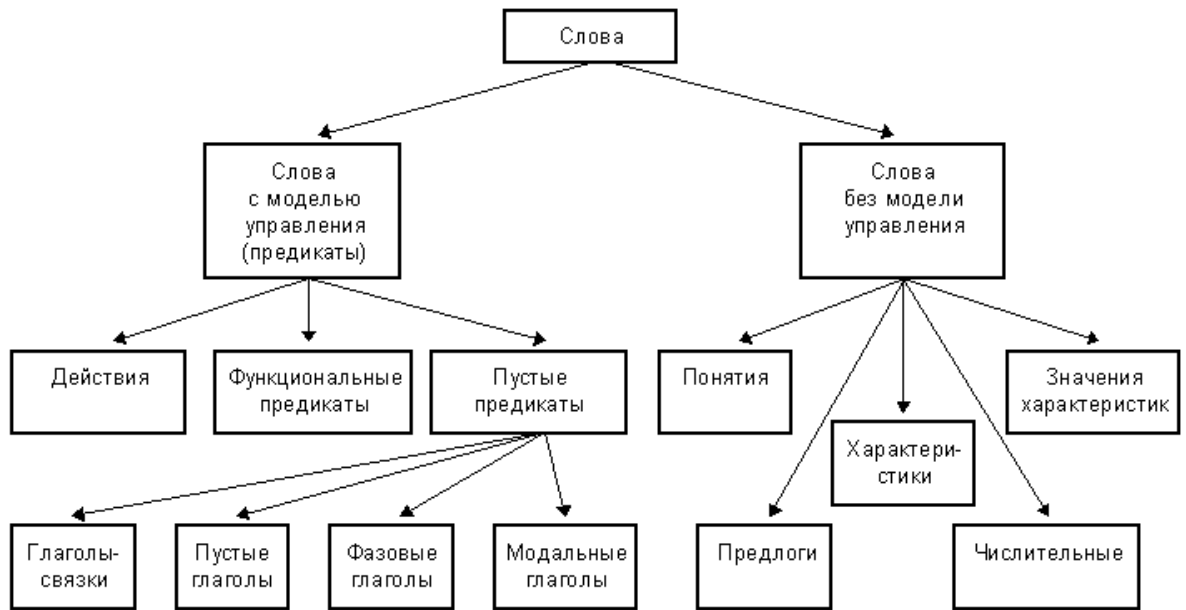 Слова
Слова
с моделью
управления
(предикаты)
Слова
без модели
управления
Действия
Функциональные
предикаты
Пустые
предикаты
Понятия
Значения
характеристик
Характери-
стики
Глаголы-
связки
Пустые
глаголы
Фазовые
глаголы
Модальные
глаголы
Предлоги
Числительные